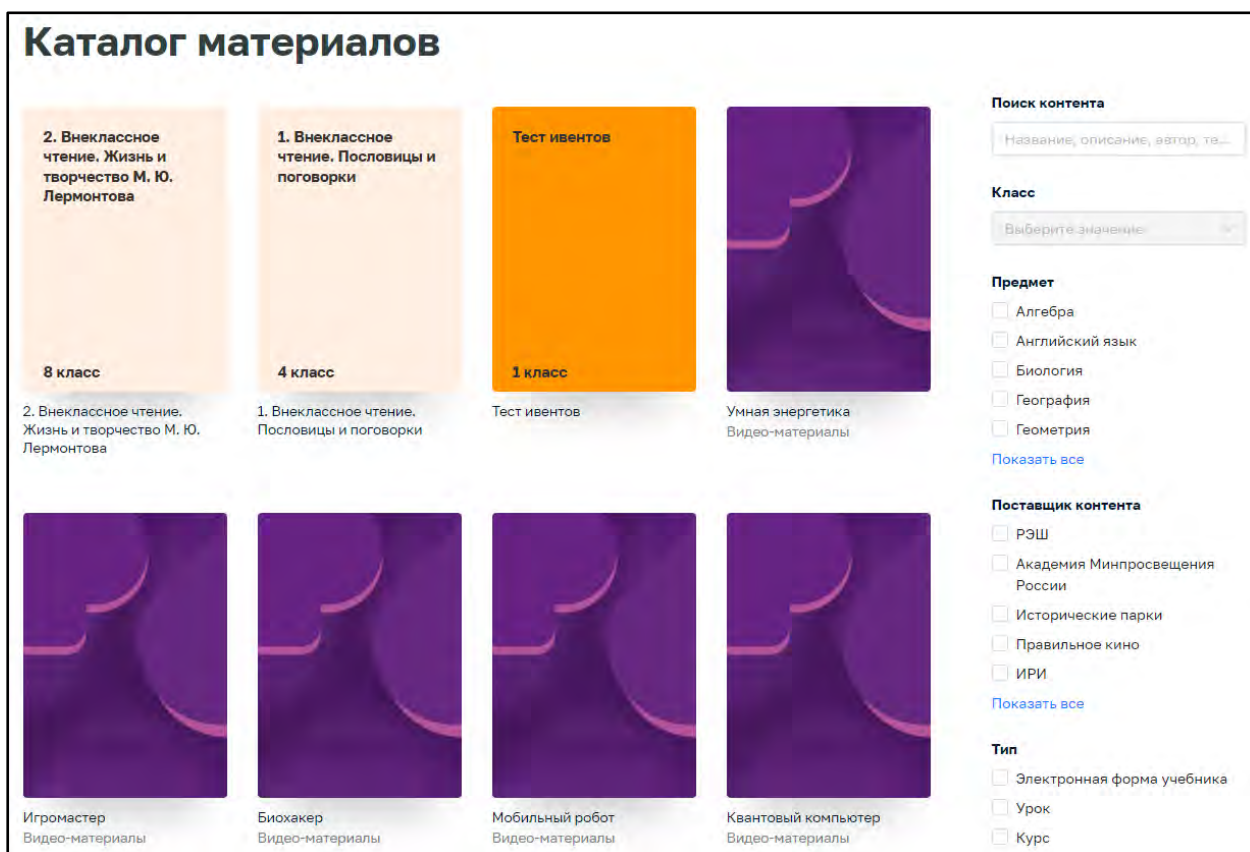 Каталог материалов
2. Внеклассное
чтение. Жизнь и
творчество М. Ю.
Лермонтова
8 класс
2. Внеклассное чтение.
Жизнь и творчество М. Ю.
Лермонтова
1. Внеклассное
чтение. Пословицы и
поговорки
4 класс
1. Внеклассное чтение.
Пословицы и поговорки
Тест ивентов
1 класс
Тест ивентов
Умная энергетика
Видео-материалы
Игромастер
Видео-материалы
Биохакер
Видео-материалы
Мобильный робот
Видео-материалы
Квантовый компьютер
Видео-материалы
Поиск контента
Название, описание, автор, те...
Класс
Выберите значение
Предмет
Алгебра
Английский язык
Биология
География
Геометрия
Показать все
Поставщик контента
РЭШ
Академия Минпросвещения
России
Исторические парки
Правильное кино
ИРИ
Показать все
Тип
Электронная форма учебника
Урок
Курс